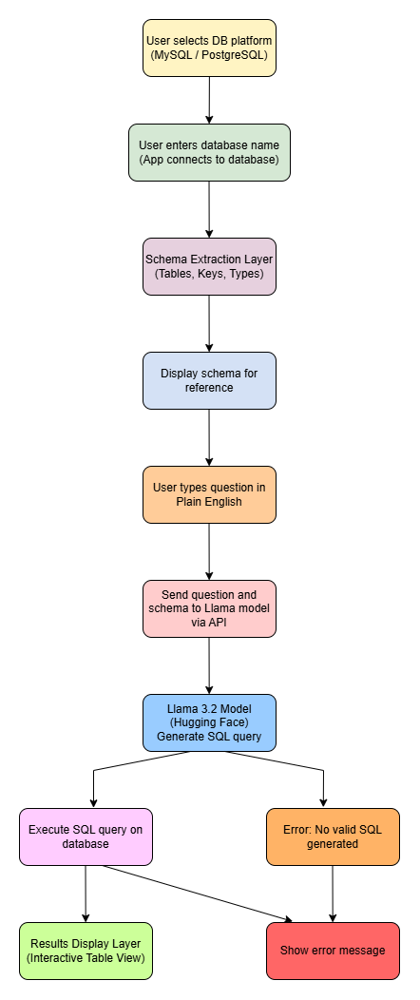 User selects DB platform
(MySQL / PostgreSQL)
User enters database name
(App connects to database)
Schema Extraction Layer
(Tables, Keys, Types)
Display schema for
reference
User types question in
Plain English
Send question and
schema to Llama model
via API
Llama 3.2 Model
(Hugging Face)
Generate SQL query
Execute SQL query on
database
Error: No valid SQL
generated
Results Display Layer
(Interactive Table View)
Show error message